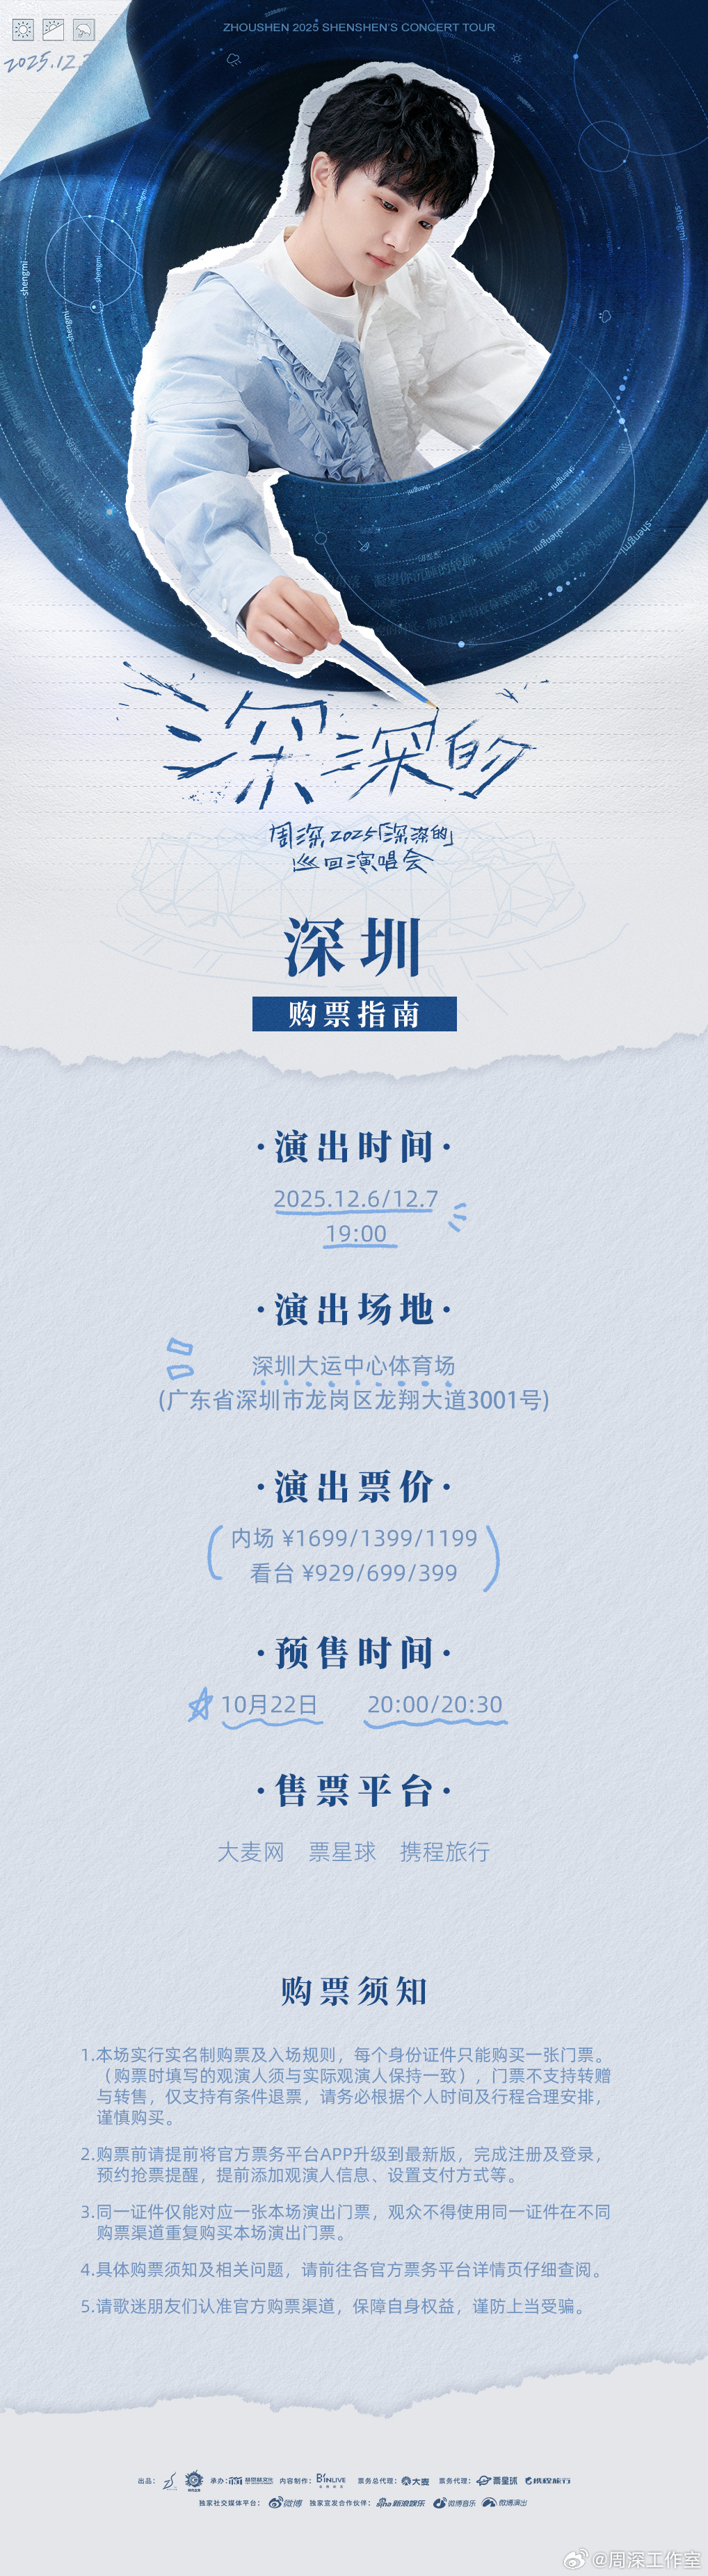 ZHOUSHEN 2025 SHENSHEN'S CONCERT TOUR
2025.12.
shengmi
shengmi
shengmi
shengmi
shengmi
shengmi
shengmi
shengmi
深深的
周深2025「深深的」
巡回演唱会
深圳
购票指南
·演出时间·
2025.12.6/12.7
19:00
·演出场地·
深圳大运中心体育场
(广东省深圳市龙岗区龙翔大道3001号)
·演出票价·
内场 ¥1699/1399/1199
看台 ¥929/699/399
·预售时间·
10月22日 20:00/20:30
·售票平台·
大麦网 票星球 携程旅行
购票须知
1.本场实行实名制购票及入场规则，每个身份证件只能购买一张门票。
（购票时填写的观演人须与实际观演人保持一致），门票不支持转赠
与转售，仅支持有条件退票，请务必根据个人时间及行程合理安排，
谨慎购买。
2.购票前请提前将官方票务平台APP升级到最新版，完成注册及登录，
预约抢票提醒，提前添加观演人信息、设置支付方式等。
3.同一证件仅能对应一张本场演出门票，观众不得使用同一证件在不同
购票渠道重复购买本场演出门票。
4.具体购票须知及相关问题，请前往各官方票务平台详情页仔细查阅。
5.请歌迷朋友们认准官方购票渠道，保障自身权益，谨防上当受骗。
出品： 承办： 内容制作：B'INLIVE 票务总代理：大麦 票务代理：票星球 携程旅行
独家社交媒体平台：微博 独家宣发合作伙伴：sina新浪娱乐 微博音乐 微博演出
@周深工作室